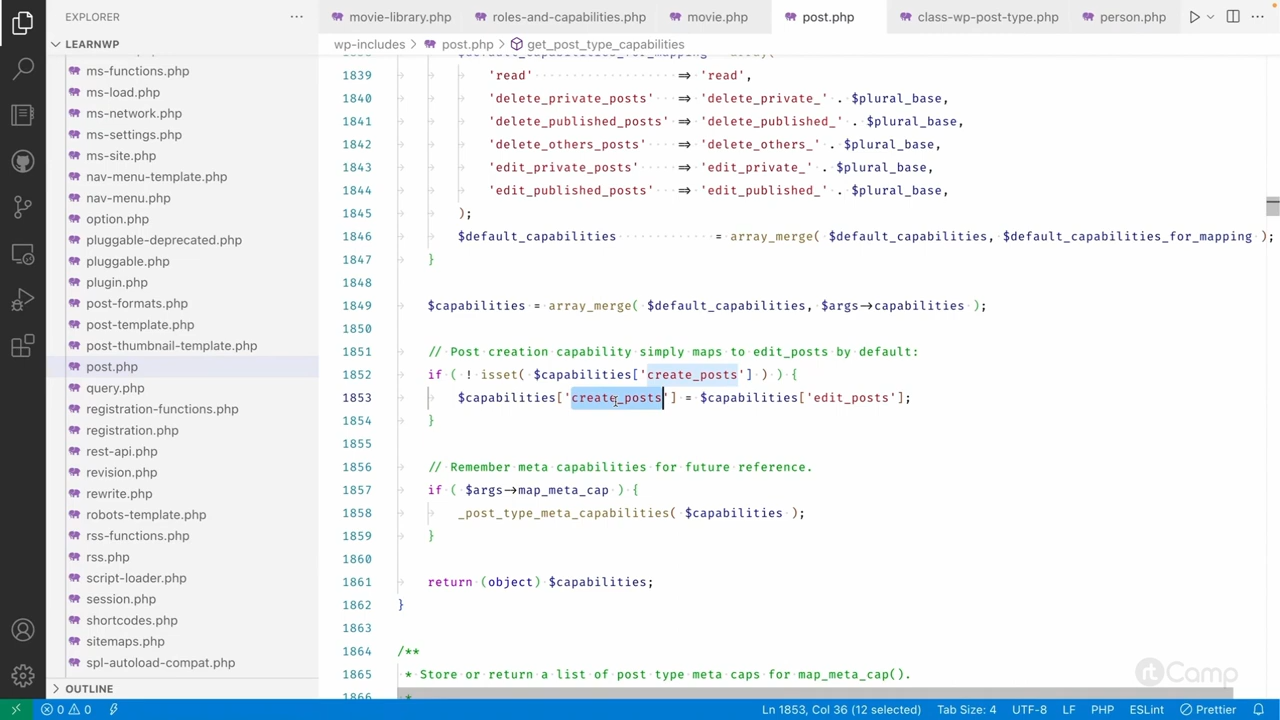 EXPLORER
LEARNWP
ms-functions.php
ms-load.php
ms-network.php
ms-settings.php
ms-site.php
nav-menu-template.php
nav-menu.php
option.php
pluggable-deprecated.php
pluggable.php
plugin.php
post-formats.php
post-template.php
post-thumbnail-template.php
post.php
query.php
registration-functions.php
registration.php
rest-api.php
revision.php
rewrite.php
robots-template.php
rss-functions.php
rss.php
script-loader.php
session.php
shortcodes.php
sitemaps.php
spl-autoload-compat.php
OUTLINE
movie-library.php roles-and-capabilities.php movie.php post.php class-wp-post-type.php person.php
wp-includes > post.php > get_post_type_capabilities
1839 'read' => 'read',
1840 'delete_private_posts' => 'delete_private_' . $plural_base,
1841 'delete_published_posts' => 'delete_published_' . $plural_base,
1842 'delete_others_posts' => 'delete_others_' . $plural_base,
1843 'edit_private_posts' => 'edit_private_' . $plural_base,
1844 'edit_published_posts' => 'edit_published_' . $plural_base,
1845 );
1846 $default_capabilities = array_merge( $default_capabilities, $default_capabilities_for_mapping );
1847 }
1848
1849 $capabilities = array_merge( $default_capabilities, $args->capabilities );
1850
1851 // Post creation capability simply maps to edit_posts by default:
1852 if ( ! isset( $capabilities['create_posts'] ) ) {
1853 $capabilities['create_posts'] = $capabilities['edit_posts'];
1854 }
1855
1856 // Remember meta capabilities for future reference.
1857 if ( $args->map_meta_cap ) {
1858 _post_type_meta_capabilities( $capabilities );
1859 }
1860
1861 return (object) $capabilities;
1862 }
1863
1864 /**
1865 * Store or return a list of post type meta caps for map_meta_cap().
1866 *
rtCamp
0 0 Ln 1853, Col 36 (12 selected) Tab Size: 4 UTF-8 LF PHP ESLint Prettier